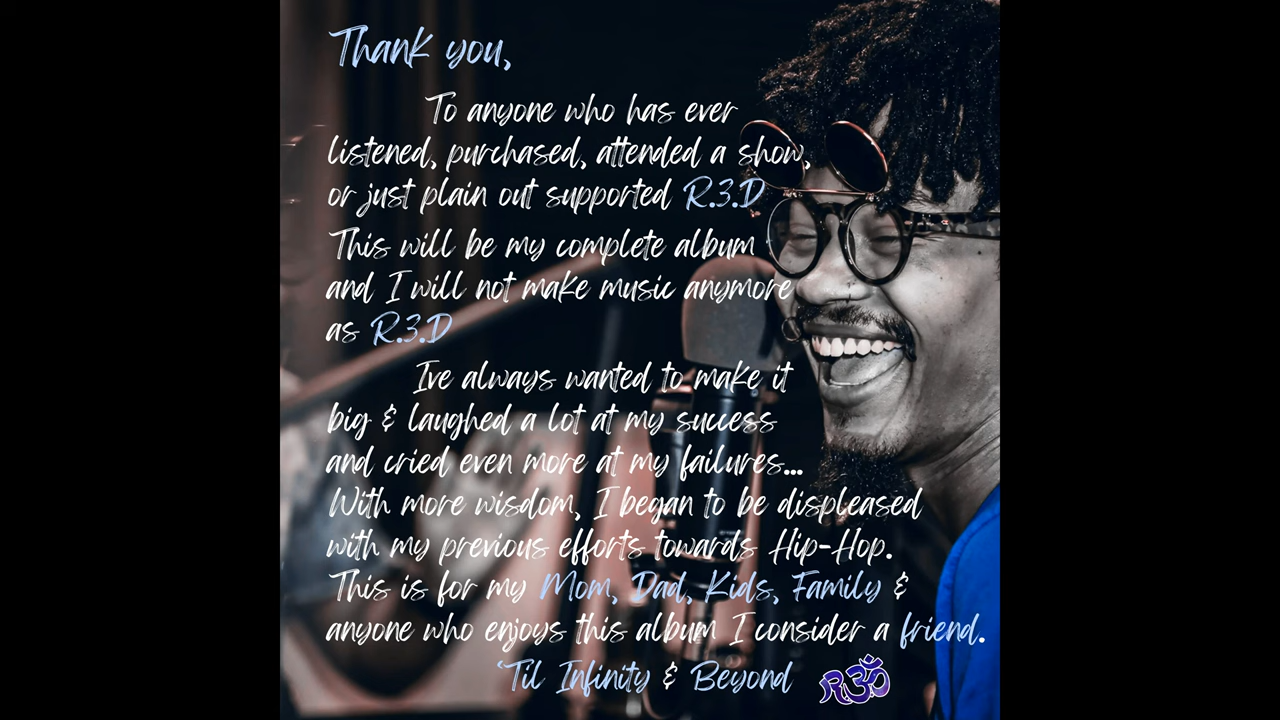 Thank you,
To anyone who has ever
listened, purchased, attended a show,
or just plain out supported R.3.D
This will be my complete album
and I will not make music anymore
as R.3.D
Ive always wanted to make it
big & laughed a lot at my success
and cried even more at my failures...
With more wisdom, I began to be displeased
with my previous efforts towards Hip-Hop.
This is for my Mom, Dad, Kids, Family &
anyone who enjoys this album I consider a friend.
'Til Infinity & Beyond
R3ॐ